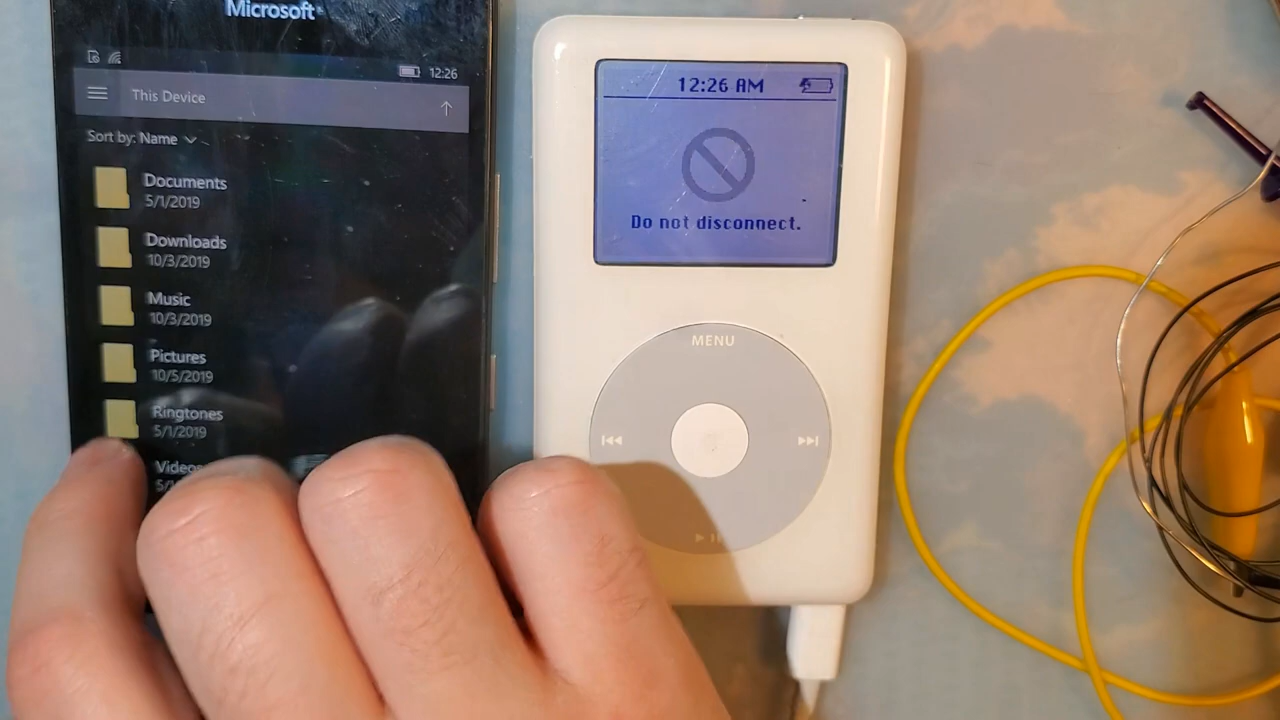 Microsoft
12:26
This Device
Sort by: Name
Documents
5/1/2019
Downloads
10/3/2019
Music
10/3/2019
Pictures
10/5/2019
Ringtones
5/1/2019
Videos
12:26 AM
Do not disconnect.
MENU